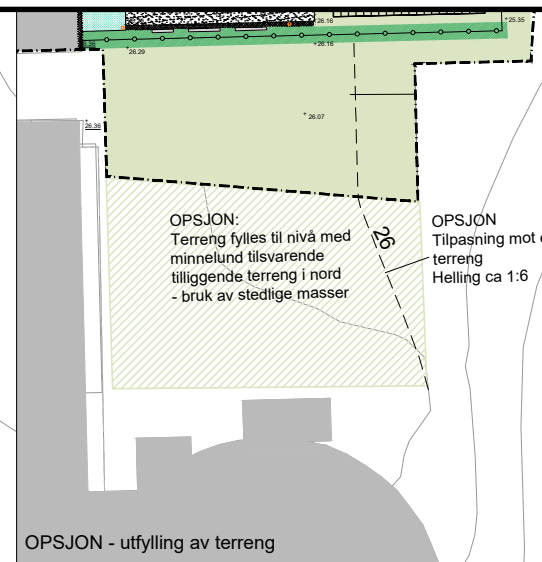 26.16
25.35
26.29
26.16
26.36
26.07
OPSJON:
Terreng fylles til nivå med
minnelund tilsvarende
tilliggende terreng i nord
- bruk av stedlige masser
26
OPSJON
Tilpasning mot
terreng
Helling ca 1:6
OPSJON - utfylling av terreng